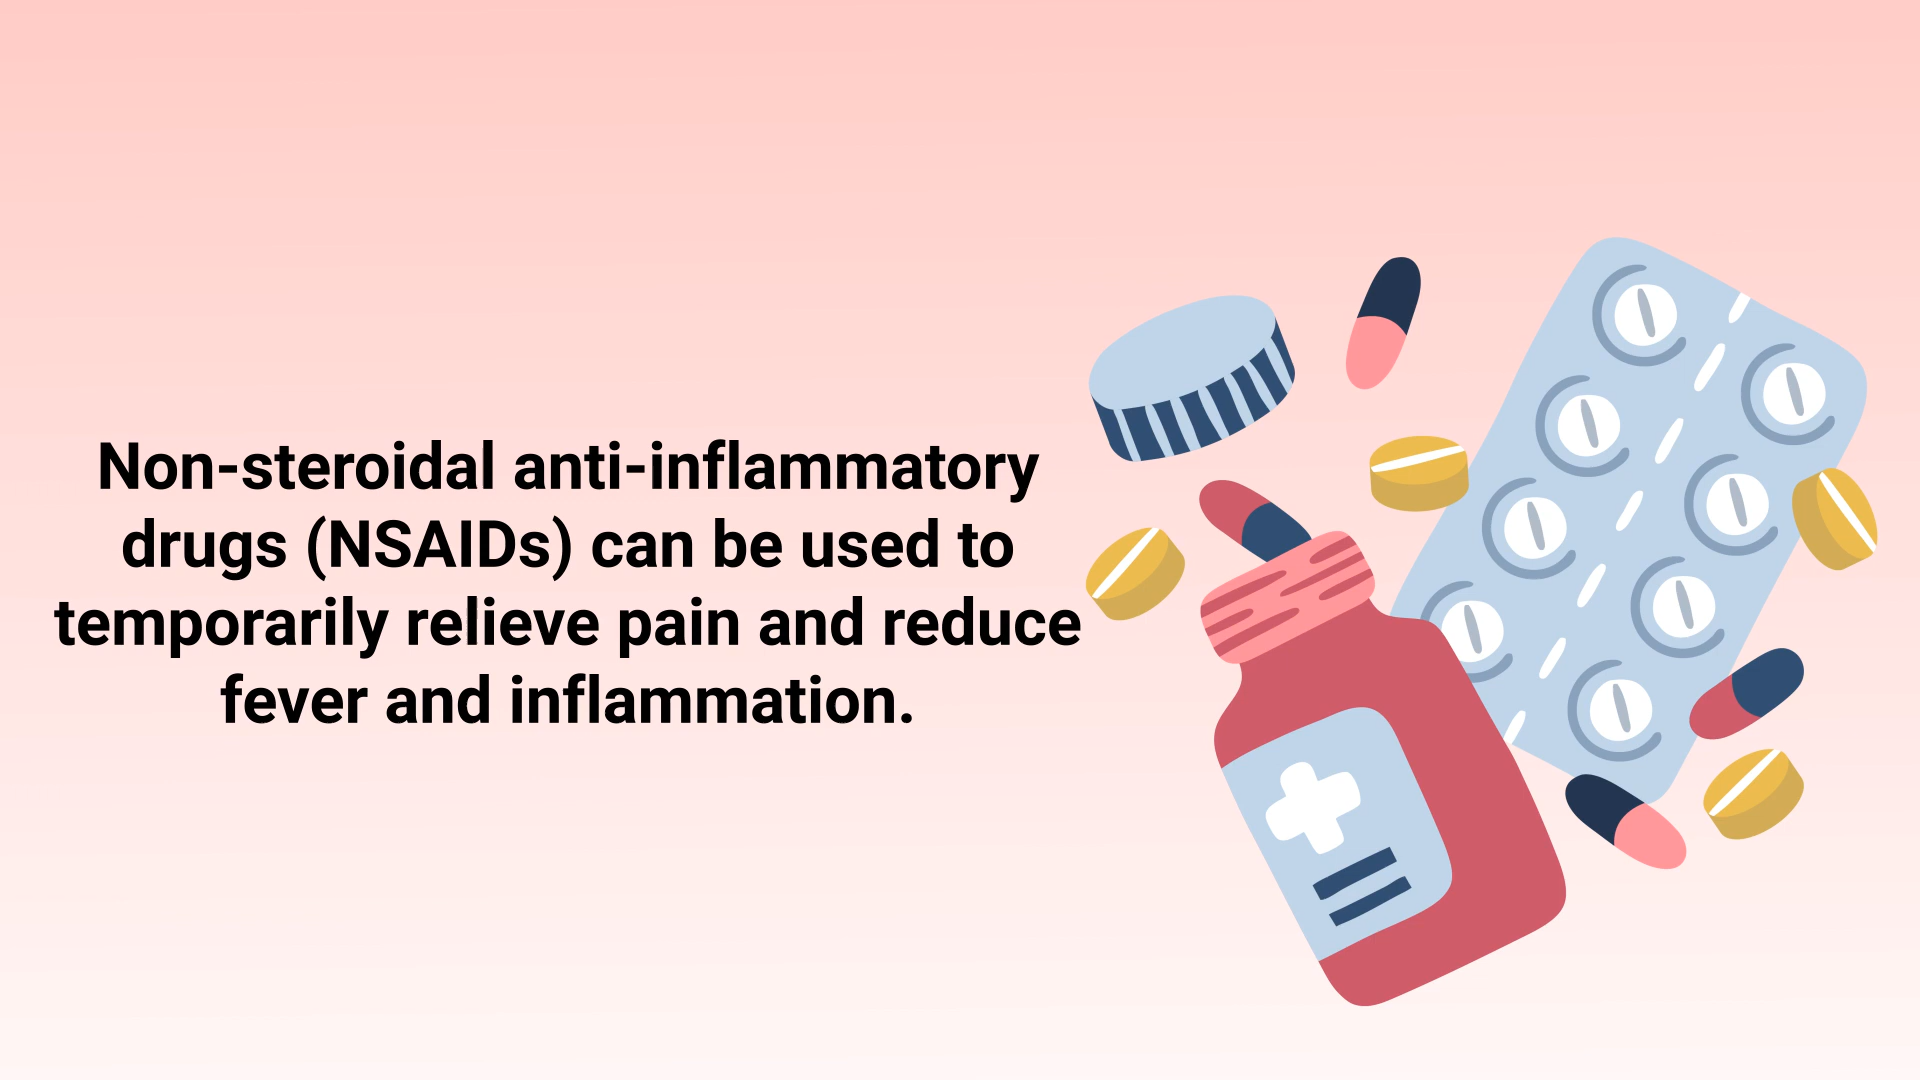 Non-steroidal anti-inflammatory
drugs (NSAIDs) can be used to
temporarily relieve pain and reduce
fever and inflammation.